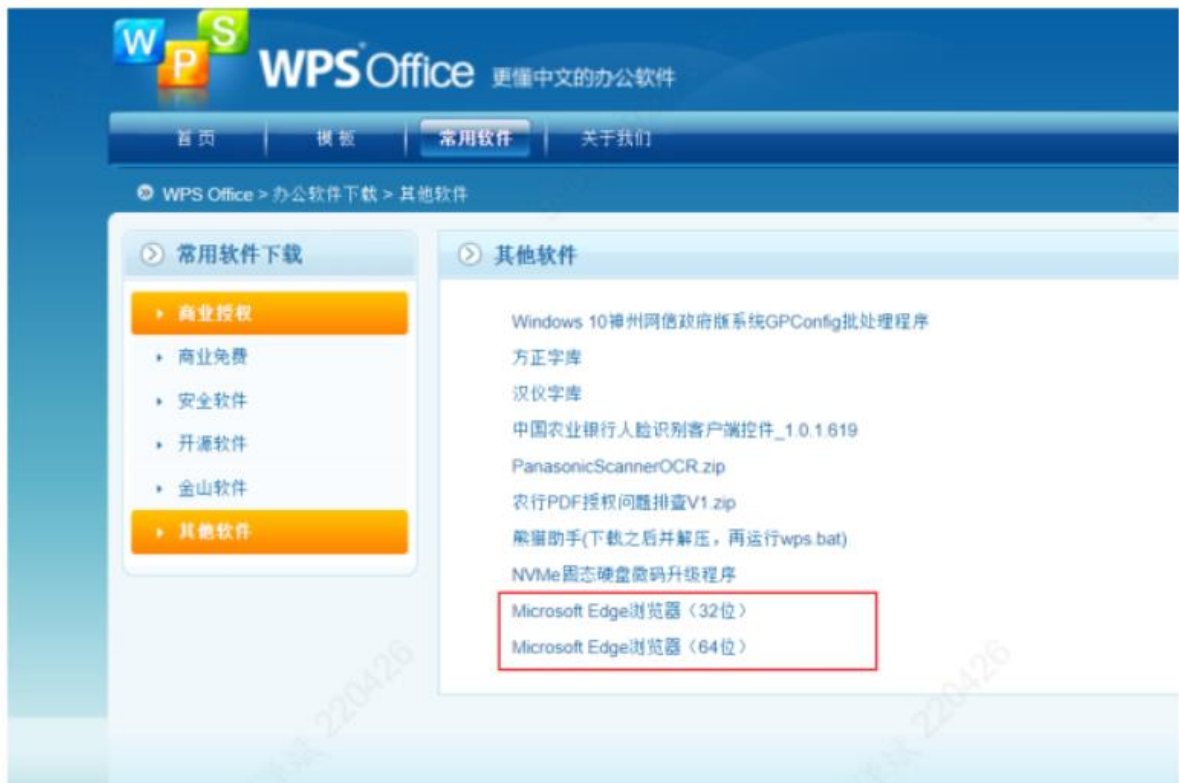 W P S
WPS Office 更懂中文的办公软件
首页 模板 常用软件 关于我们
WPS Office > 办公软件下载 > 其他软件
常用软件下载
商业授权
商业免费
安全软件
开源软件
金山软件
其他软件
其他软件
Windows 10神州网信政府版系统GPConfig批处理程序
方正字库
汉仪字库
中国农业银行人脸识别客户端控件_1.0.1.619
PanasonicScannerOCR.zip
农行PDF授权问题排查V1.zip
熊猫助手(下载之后并解压，再运行wps.bat)
NVMe固态硬盘微码升级程序
Microsoft Edge浏览器（32位）
Microsoft Edge浏览器（64位）
220426
220426